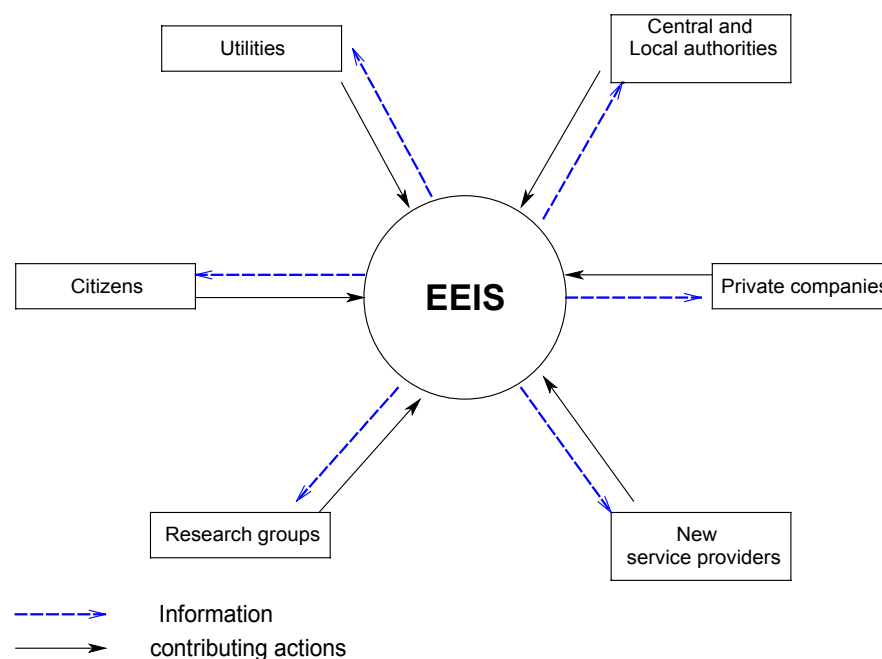 Utilities
Central and
Local authorities
Citizens
EEIS
Private companies
Research groups
New
service providers
Information
contributing actions